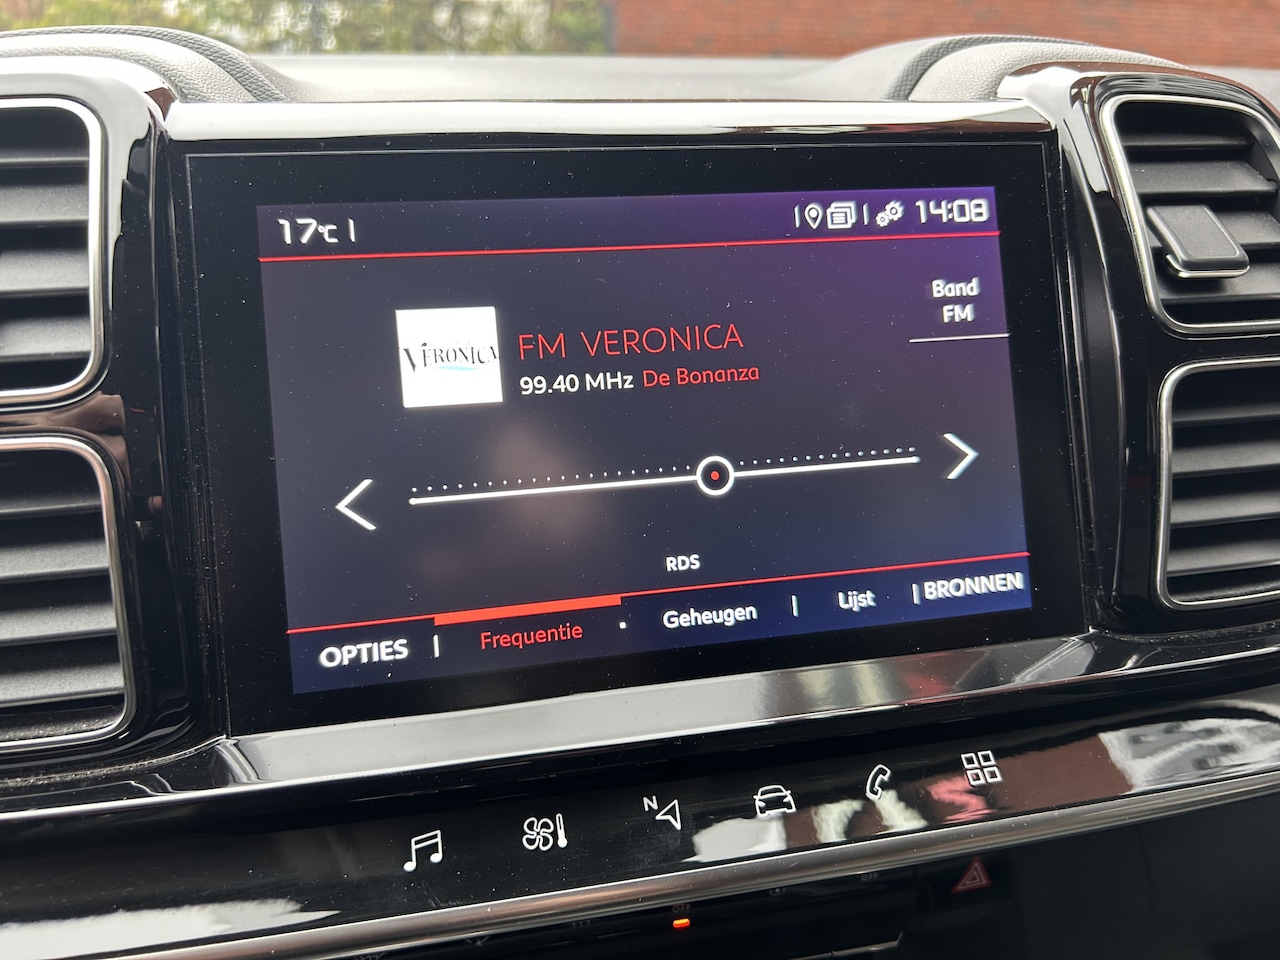 17°C
14:08
Band
FM
VERONICA
FM VERONICA
99.40 MHz De Bonanza
RDS
OPTIES
Frequentie
Geheugen
Lijst
BRONNEN
N